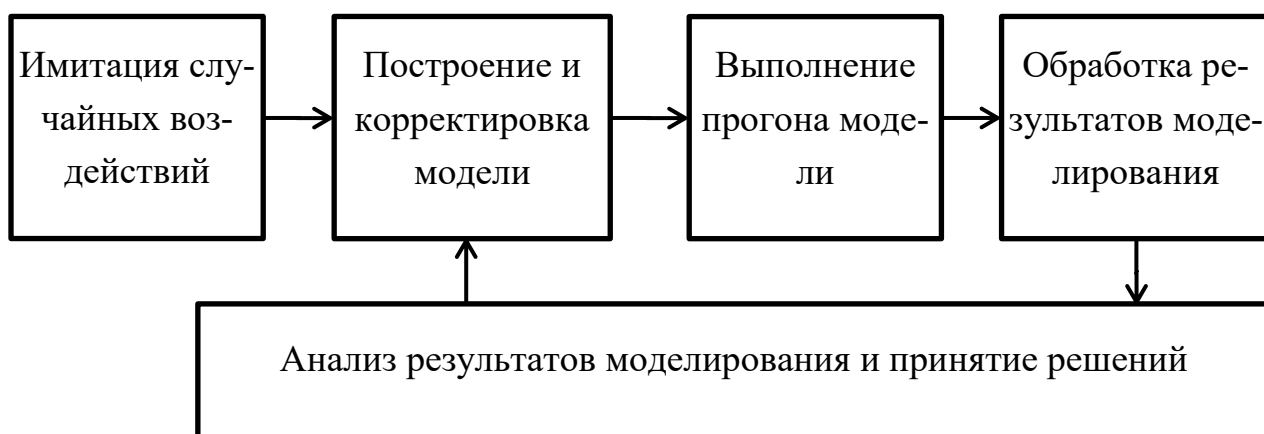 Имитация слу-
чайных воз-
действий
Построение и
корректировка
модели
Выполнение
прогона моде-
ли
Обработка ре-
зультатов моде-
лирования
Анализ результатов моделирования и принятие решений